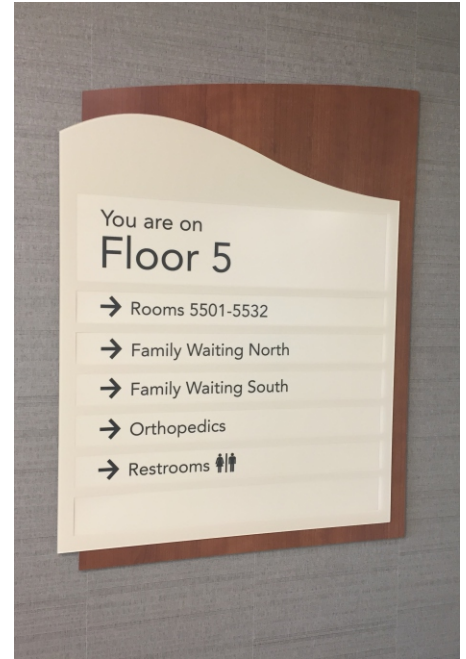 You are on
Floor 5
→ Rooms 5501-5532
→ Family Waiting North
→ Family Waiting South
→ Orthopedics
→ Restrooms